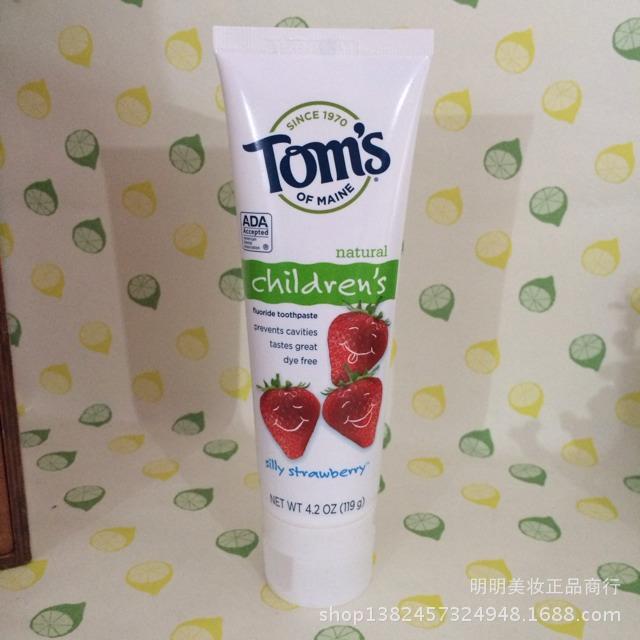 SINCE 1970
Tom's
OF MAINE
ADA
Accepted
natural
children's
fluoride toothpaste
prevents cavities
tastes great
dye free
silly strawberry™
NET WT 4.2 OZ (119 g)
明明美妆正品商行
shop1382457324948.1688.com